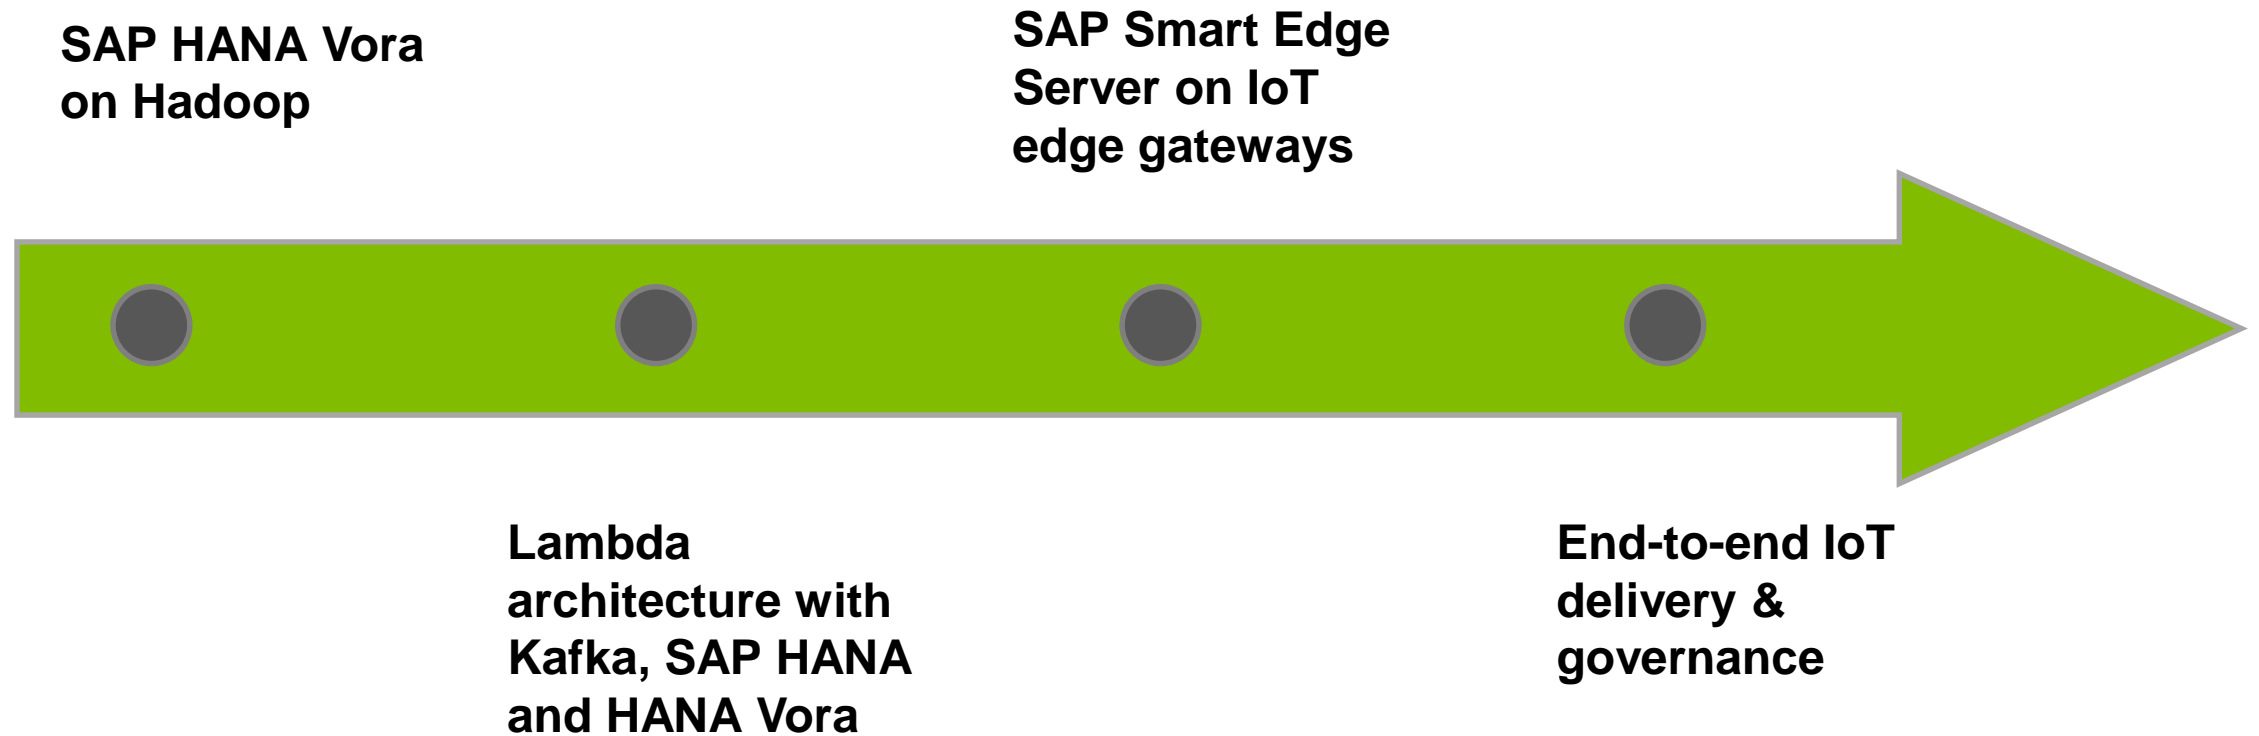 SAP HANA Vora
on Hadoop
SAP Smart Edge
Server on IoT
edge gateways
Lambda
architecture with
Kafka, SAP HANA
and HANA Vora
End-to-end IoT
delivery &
governance